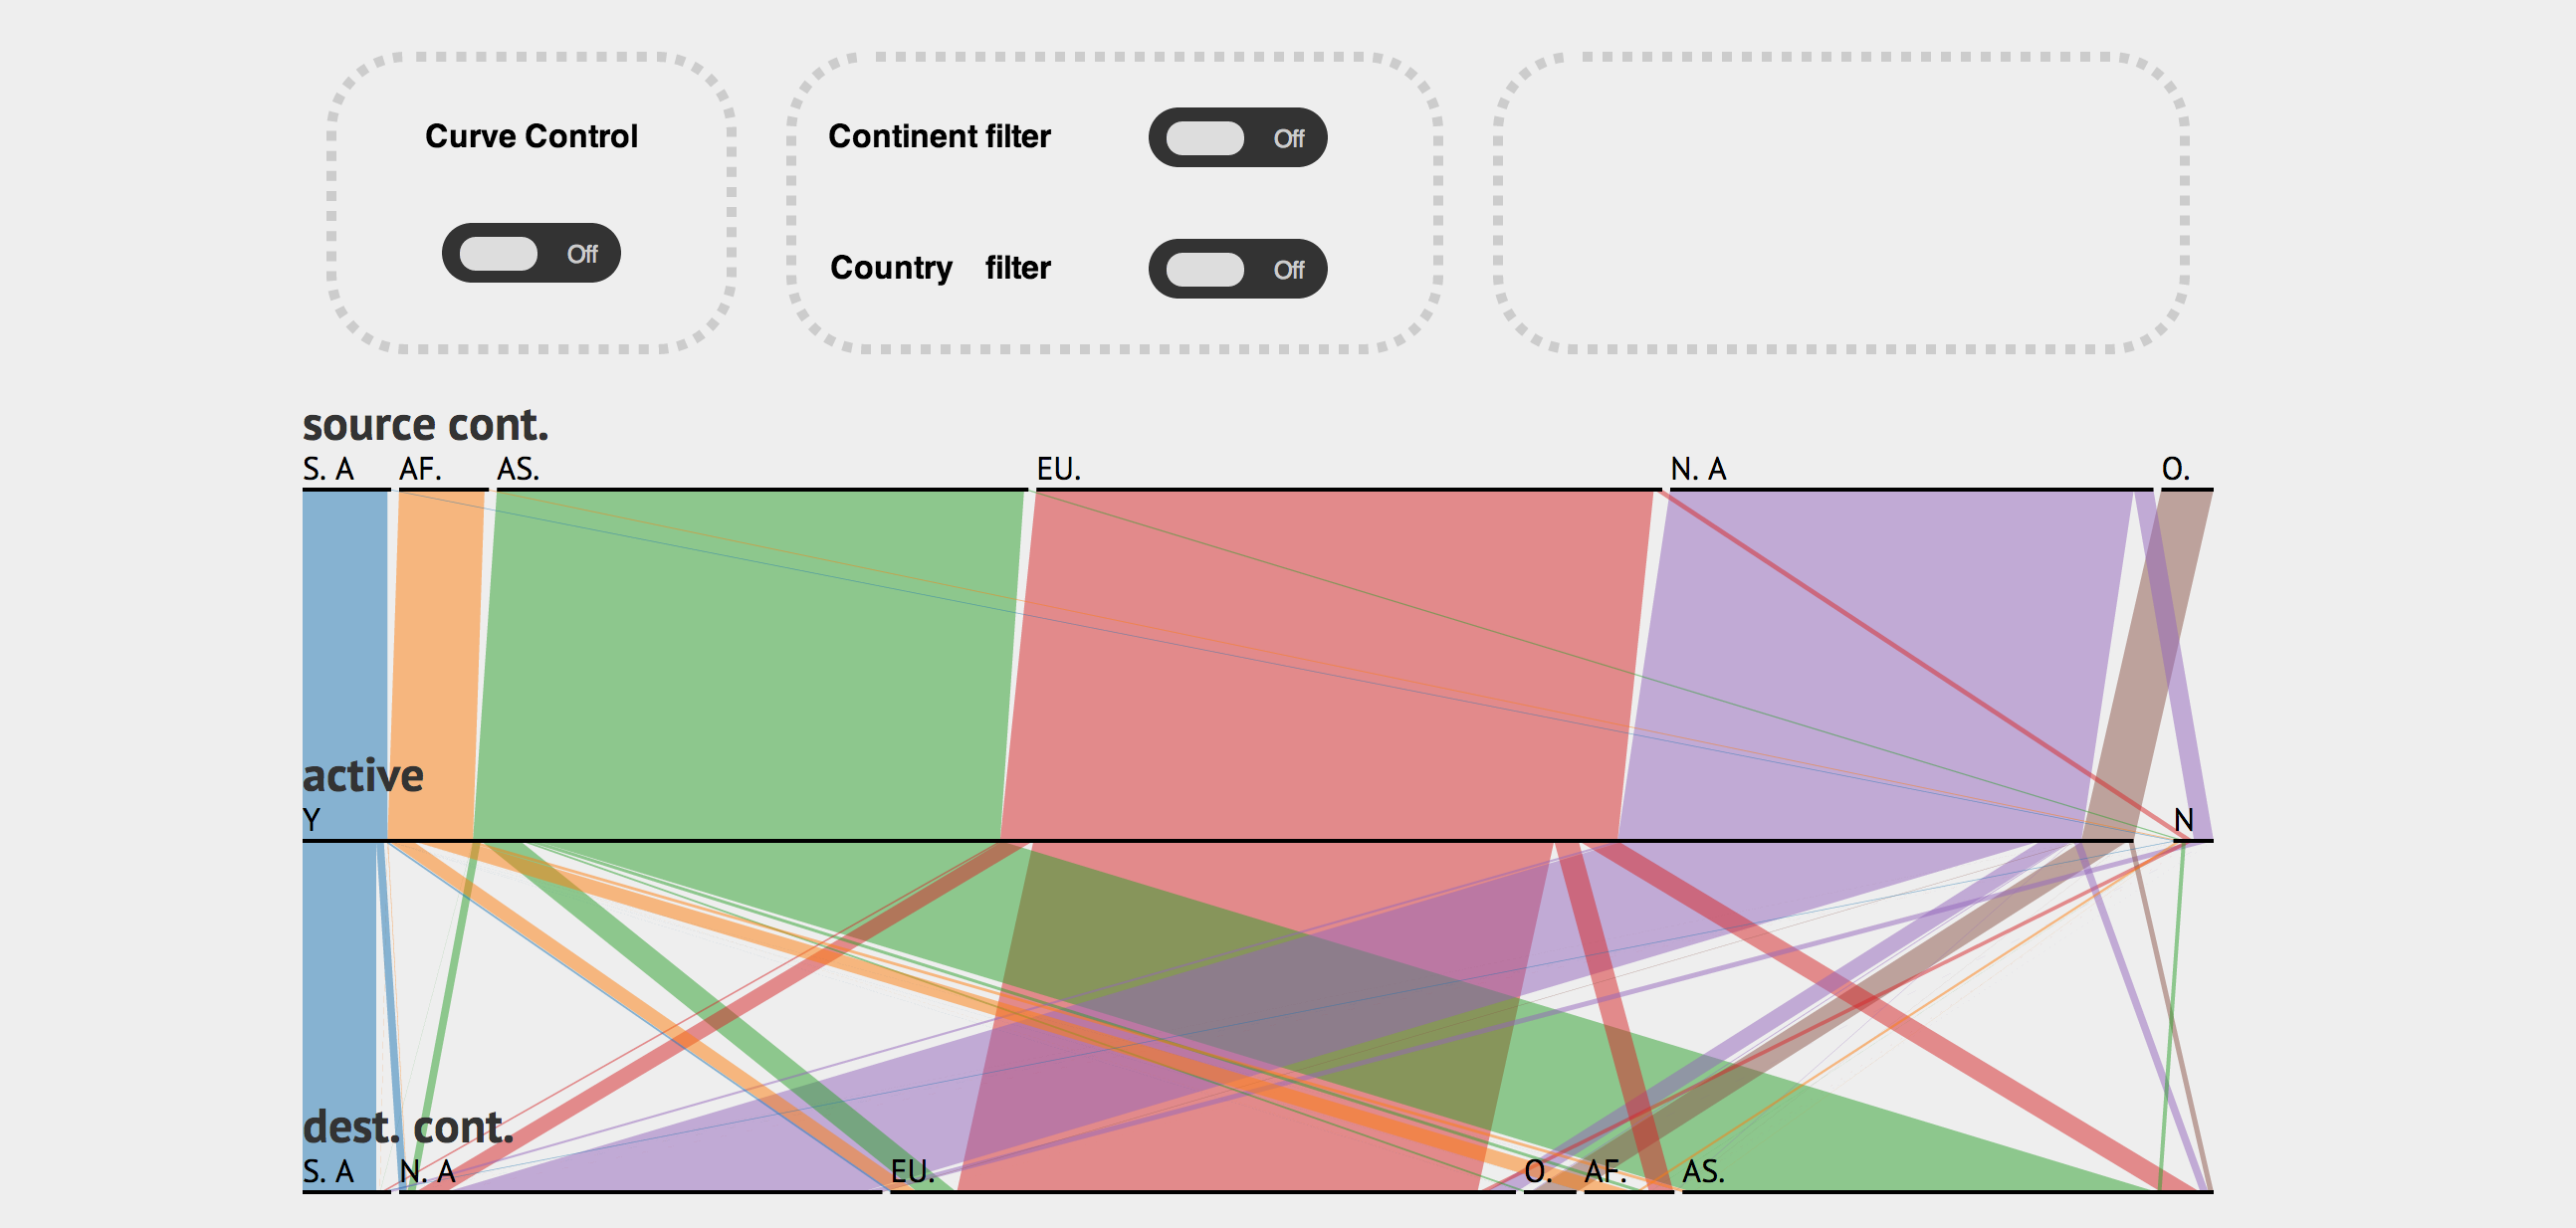 Curve Control
Off
Continent filter Off
Country filter Off
source cont.
S. A AF. AS. EU. N. A O.
active
Y N
dest. cont.
S. A N. A EU. O. AF. AS.